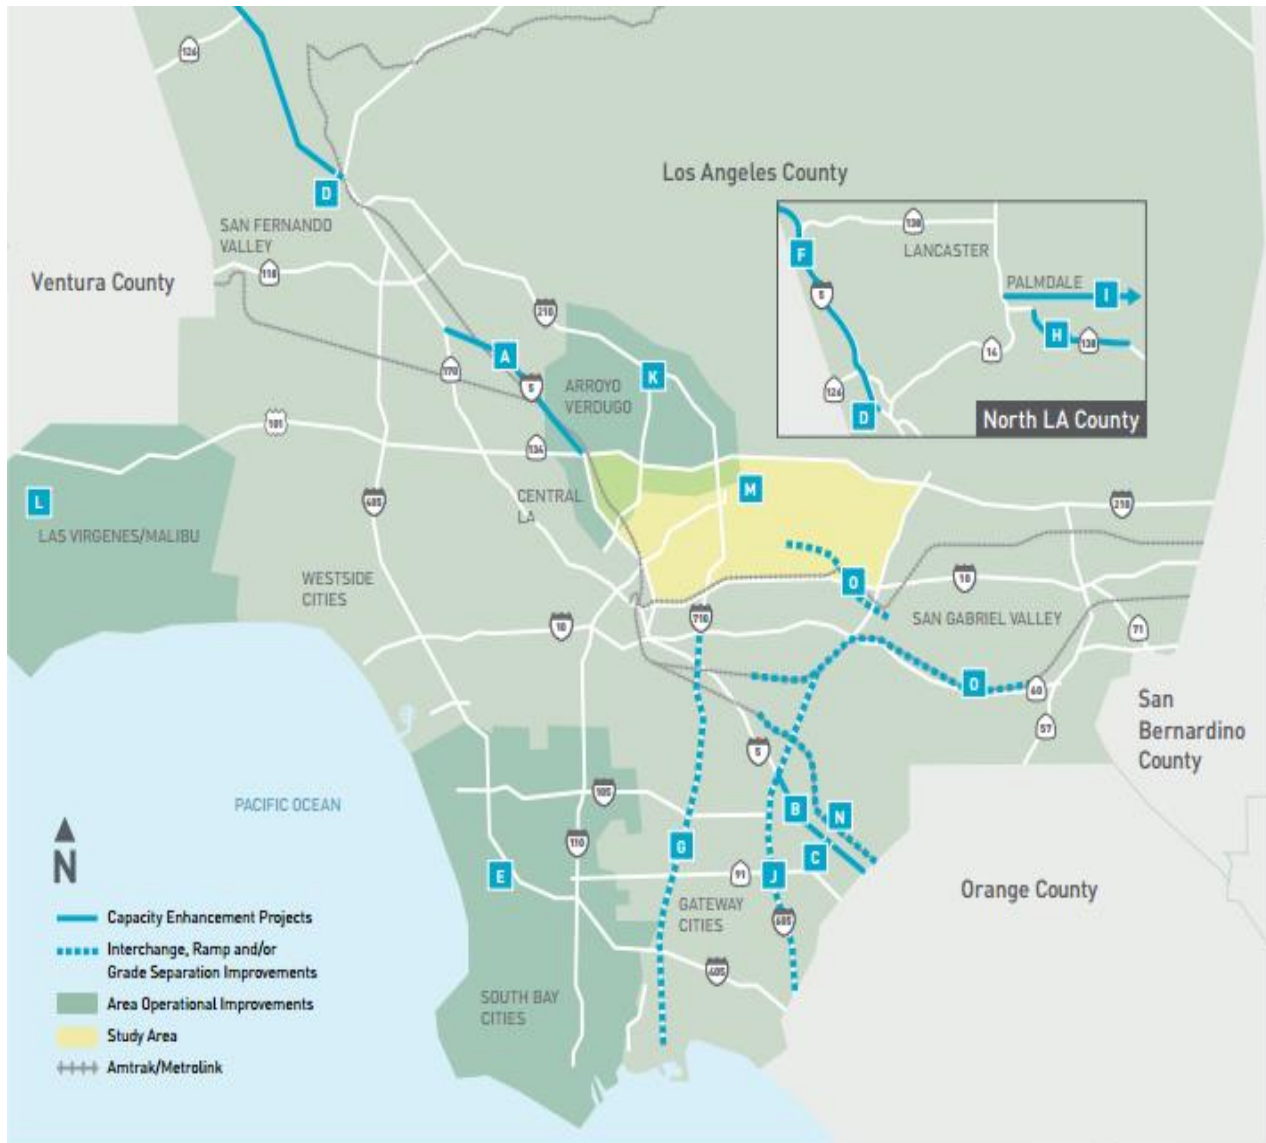 126
Los Angeles County
D
SAN FERNANDO
VALLEY
Ventura County
118
210
138
LANCASTER
F
5
PALMDALE
I
H
138
14
126
D
North LA County
A
170
5
ARROYO
VERDUGO
K
101
134
L
LAS VIRGENES/MALIBU
405
CENTRAL
LA
M
210
WESTSIDE
CITIES
10
710
O
10
SAN GABRIEL VALLEY
71
O
60
57
San
Bernardino
County
5
PACIFIC OCEAN
105
110
B
N
C
G
E
91
J
GATEWAY
CITIES
605
405
Orange County
SOUTH BAY
CITIES
N
Capacity Enhancement Projects
Interchange, Ramp and/or
Grade Separation Improvements
Area Operational Improvements
Study Area
Amtrak/Metrolink